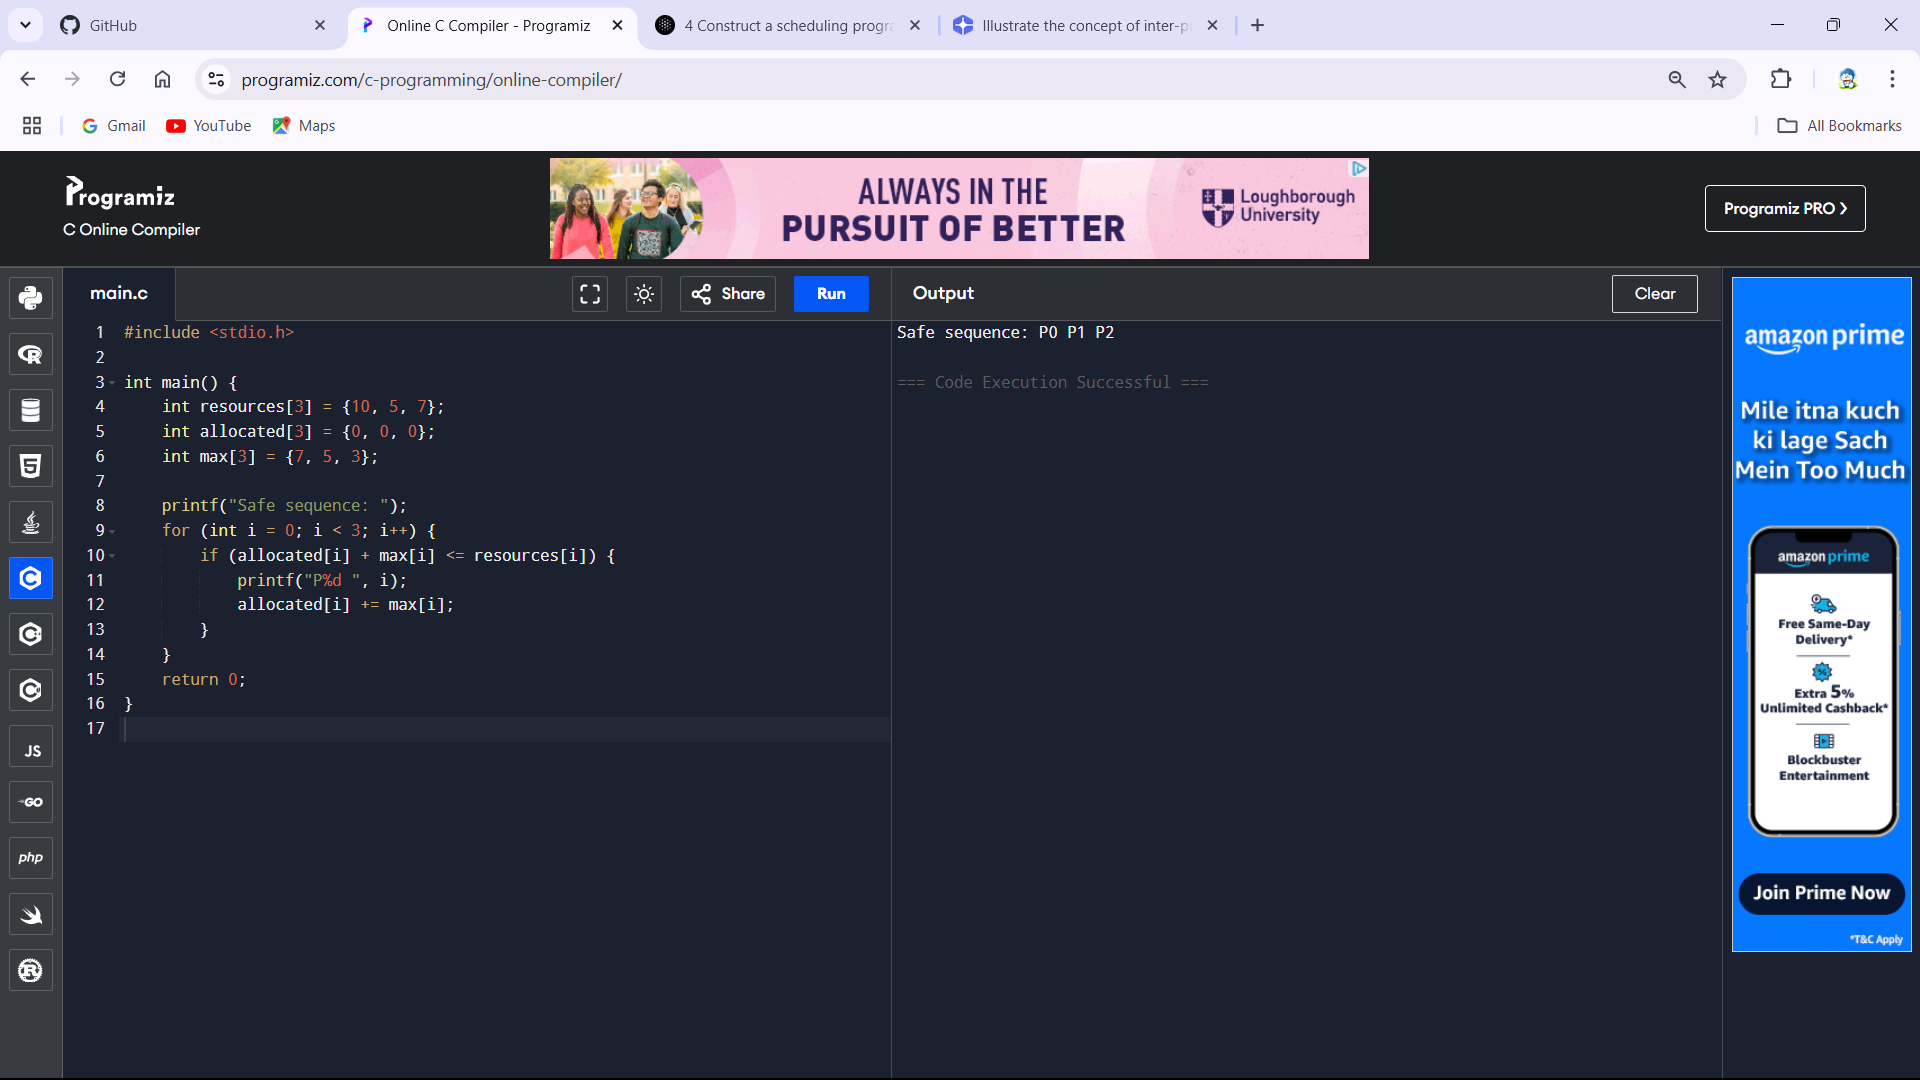 GitHub
Online C Compiler - Programiz
4 Construct a scheduling progra
Illustrate the concept of inter-p
programiz.com/c-programming/online-compiler/
Gmail
YouTube
Maps
All Bookmarks
Programiz
C Online Compiler
ALWAYS IN THE
PURSUIT OF BETTER
Loughborough
University
Programiz PRO ❯
main.c
Share
Run
Output
Clear
1 #include <stdio.h>
2
3 int main() {
4     int resources[3] = {10, 5, 7};
5     int allocated[3] = {0, 0, 0};
6     int max[3] = {7, 5, 3};
7
8     printf("Safe sequence: ");
9     for (int i = 0; i < 3; i++) {
10         if (allocated[i] + max[i] <= resources[i]) {
11             printf("P%d ", i);
12             allocated[i] += max[i];
13         }
14     }
15     return 0;
16 }
17
Safe sequence: P0 P1 P2
=== Code Execution Successful ===
JS
GO
php
amazon prime
Mile itna kuch
ki lage Sach
Mein Too Much
amazon prime
Free Same-Day
Delivery*
Extra 5%
Unlimited Cashback*
Blockbuster
Entertainment
Join Prime Now
*T&C Apply